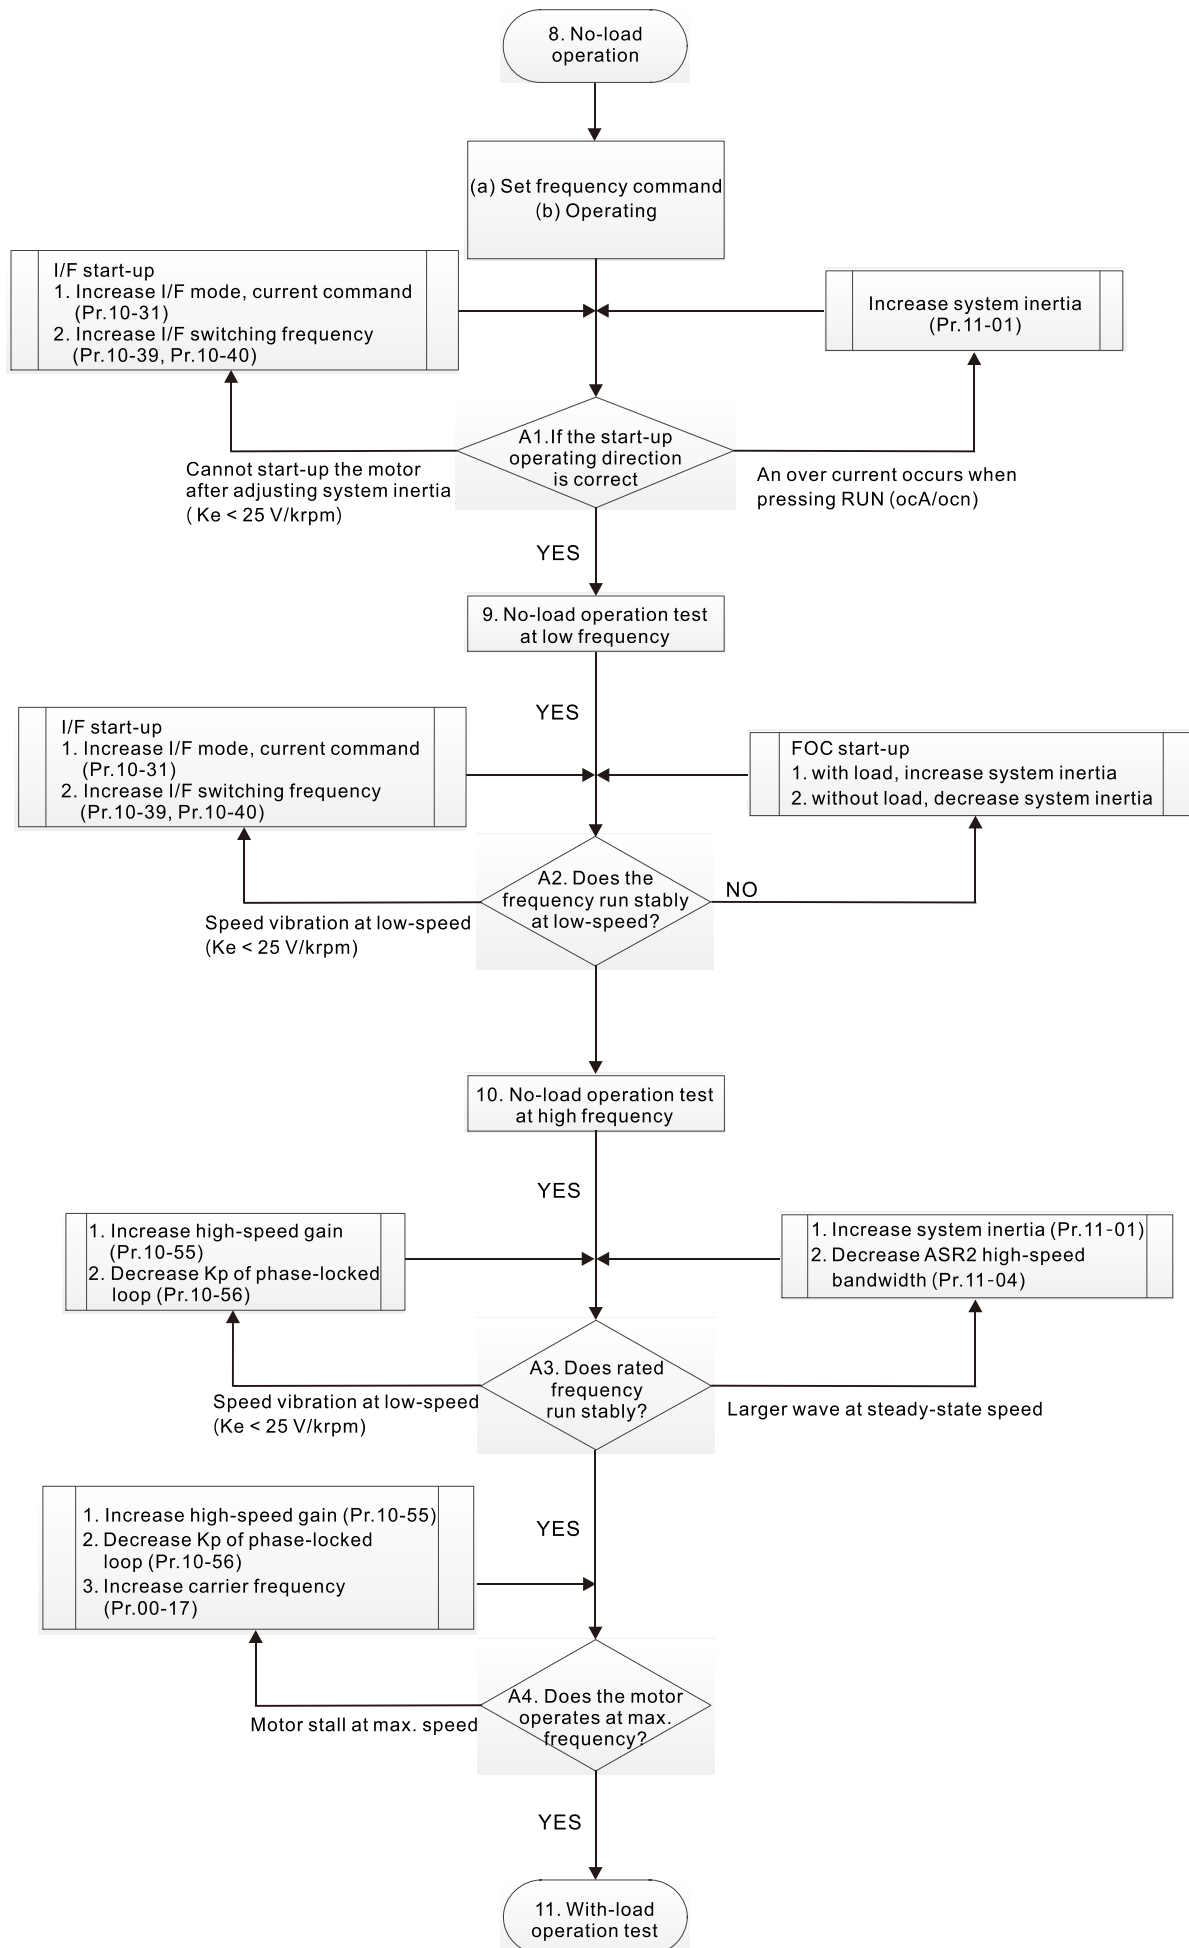 8. No-load
operation
(a) Set frequency command
(b) Operating
I/F start-up
1. Increase I/F mode, current command
(Pr.10-31)
2. Increase I/F switching frequency
(Pr.10-39, Pr.10-40)
Increase system inertia
(Pr.11-01)
A1.If the start-up
operating direction
is correct
Cannot start-up the motor
after adjusting system inertia
( Ke < 25 V/krpm)
An over current occurs when
pressing RUN (ocA/ocn)
YES
9. No-load operation test
at low frequency
YES
I/F start-up
1. Increase I/F mode, current command
(Pr.10-31)
2. Increase I/F switching frequency
(Pr.10-39, Pr.10-40)
FOC start-up
1. with load, increase system inertia
2. without load, decrease system inertia
A2. Does the
frequency run stably
at low-speed?
NO
Speed vibration at low-speed
(Ke < 25 V/krpm)
10. No-load operation test
at high frequency
YES
1. Increase high-speed gain
(Pr.10-55)
2. Decrease Kp of phase-locked
loop (Pr.10-56)
1. Increase system inertia (Pr.11-01)
2. Decrease ASR2 high-speed
bandwidth (Pr.11-04)
A3. Does rated
frequency
run stably?
Speed vibration at low-speed
(Ke < 25 V/krpm)
Larger wave at steady-state speed
1. Increase high-speed gain (Pr.10-55)
2. Decrease Kp of phase-locked
loop (Pr.10-56)
3. Increase carrier frequency
(Pr.00-17)
YES
A4. Does the motor
operates at max.
frequency?
Motor stall at max. speed
YES
11. With-load
operation test